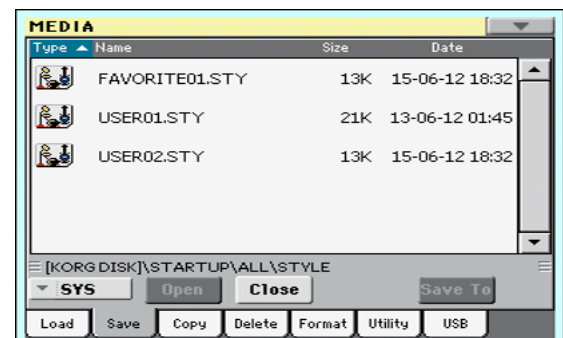 MEDIA
Type Name Size Date
FAVORITE01.STY 13K 15-06-12 18:32
USER01.STY 21K 13-06-12 01:45
USER02.STY 13K 15-06-12 18:32
[KORG DISK]\STARTUP\ALL\STYLE
SYS Open Close Save To
Load Save Copy Delete Format Utility USB